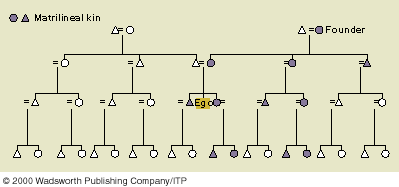 Matrilineal kin
Founder
Ego
© 2000 Wadsworth Publishing Company/ITP